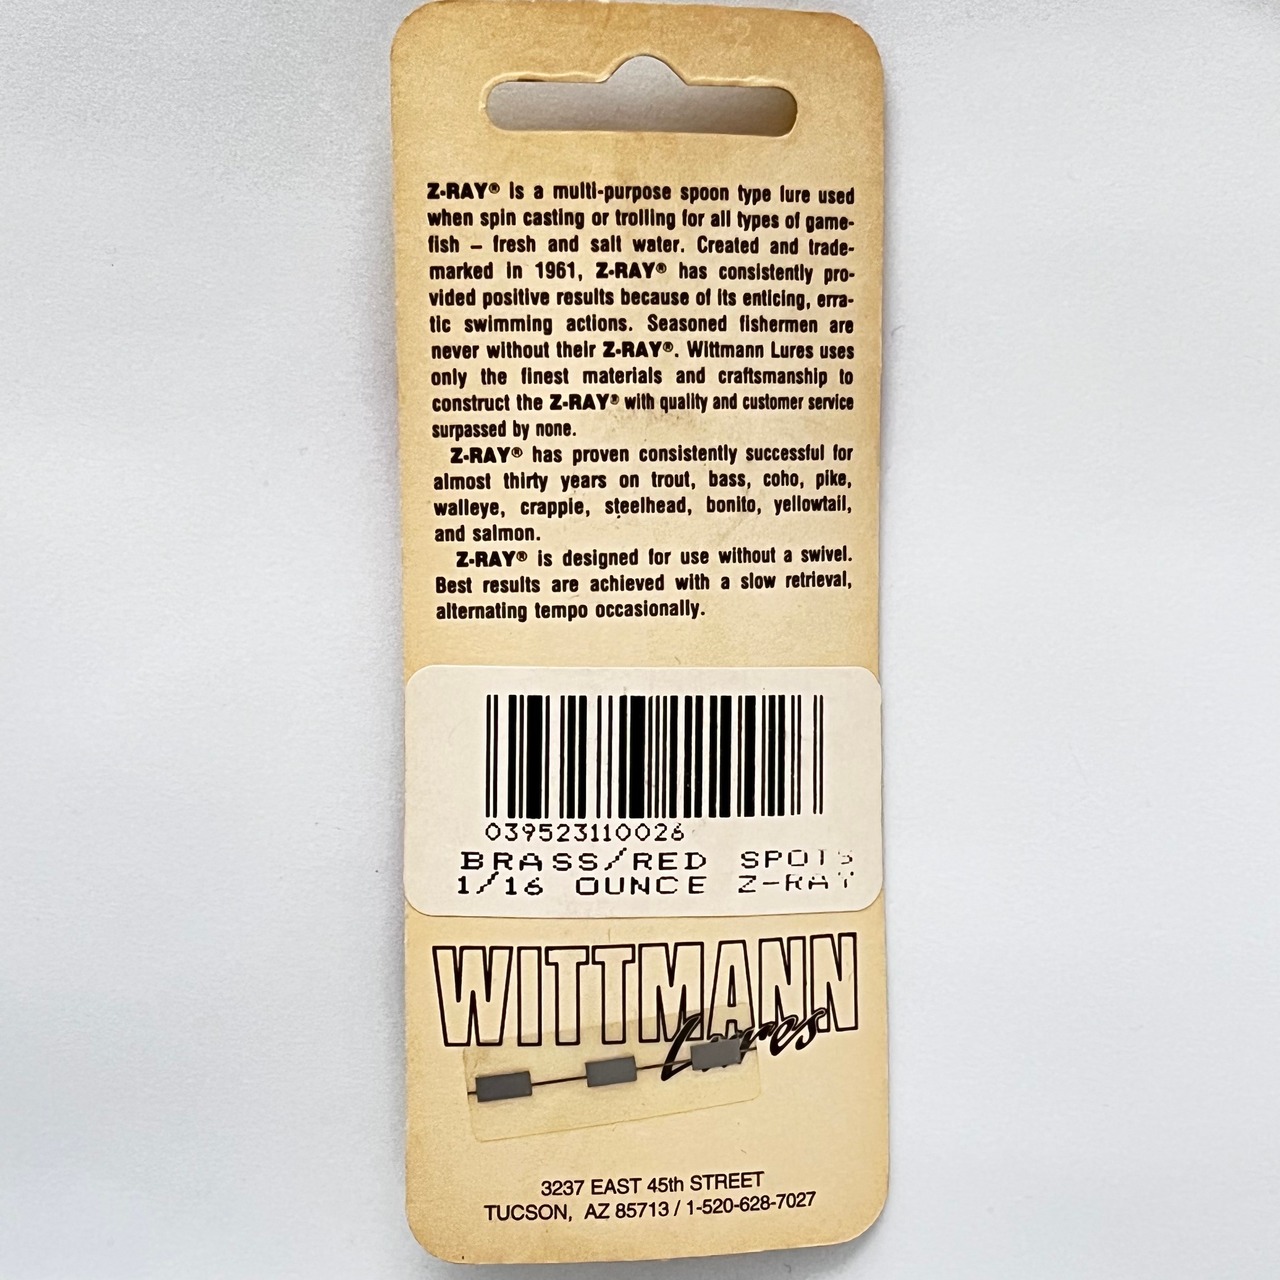 Z-RAY® is a multi-purpose spoon type lure used
when spin casting or trolling for all types of game-
fish – fresh and salt water. Created and trade-
marked in 1961, Z-RAY® has consistently pro-
vided positive results because of its enticing, erra-
tic swimming actions. Seasoned fishermen are
never without their Z-RAY®. Wittmann Lures uses
only the finest materials and craftsmanship to
construct the Z-RAY® with quality and customer service
surpassed by none.
Z-RAY® has proven consistently successful for
almost thirty years on trout, bass, coho, pike,
walleye, crappie, steelhead, bonito, yellowtail,
and salmon.
Z-RAY® is designed for use without a swivel.
Best results are achieved with a slow retrieval,
alternating tempo occasionally.
039523110026
BRASS/RED SPOTS
1/16 OUNCE Z-RAY
WITTMANN
Lures
3237 EAST 45th STREET
TUCSON, AZ 85713 / 1-520-628-7027